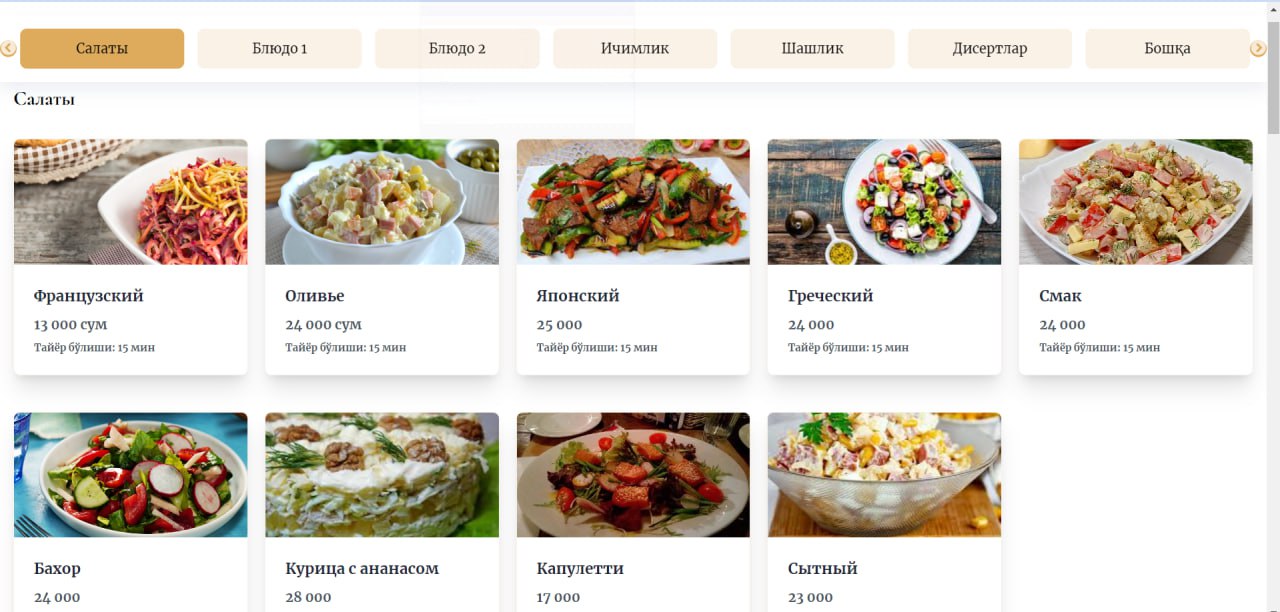 Салаты
Блюдо 1
Блюдо 2
Ичимлик
Шашлик
Дисертлар
Бошқа
Салаты
Французский
13 000 сум
Тайёр бўлиши: 15 мин
Оливье
24 000 сум
Тайёр бўлиши: 15 мин
Японский
25 000
Тайёр бўлиши: 15 мин
Греческий
24 000
Тайёр бўлиши: 15 мин
Смак
24 000
Тайёр бўлиши: 15 мин
Бахор
24 000
Курица с ананасом
28 000
Капулетти
17 000
Сытный
23 000